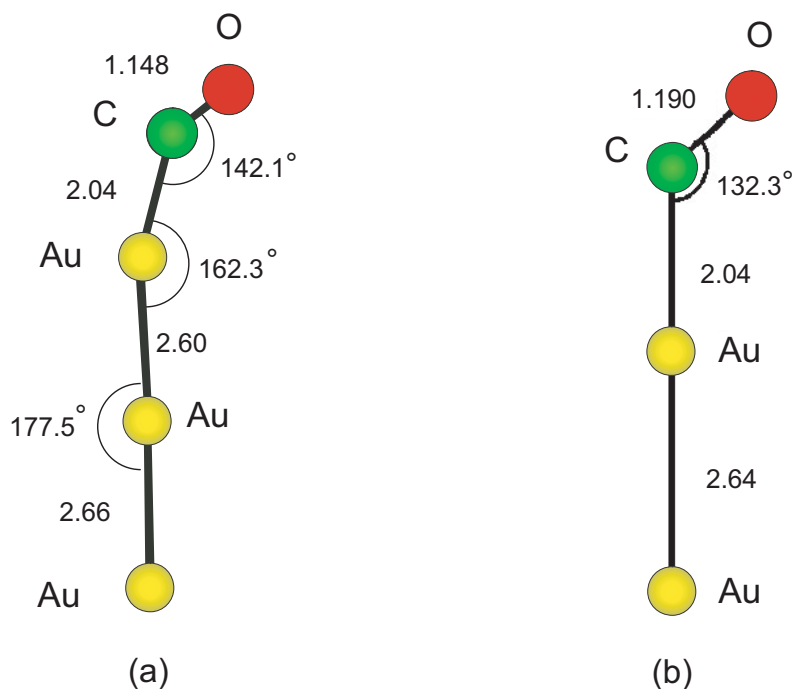 O
1.148
C
142.1°
2.04
Au
162.3°
2.60
177.5°
Au
2.66
Au
(a)
O
1.190
C
132.3°
2.04
Au
2.64
Au
(b)